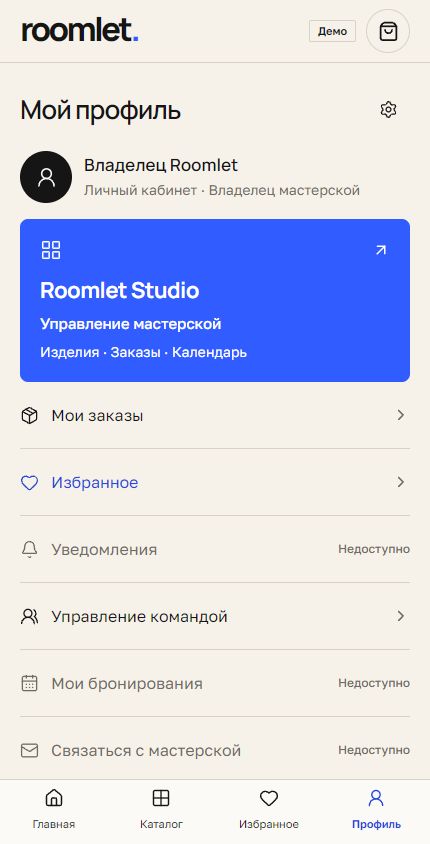 roomlet.
Демо
Мой профиль
Владелец Roomlet
Личный кабинет · Владелец мастерской
Roomlet Studio
Управление мастерской
Изделия · Заказы · Календарь
Мои заказы
Избранное
Уведомления Недоступно
Управление командой
Мои бронирования Недоступно
Связаться с мастерской Недоступно
Главная Каталог Избранное Профиль